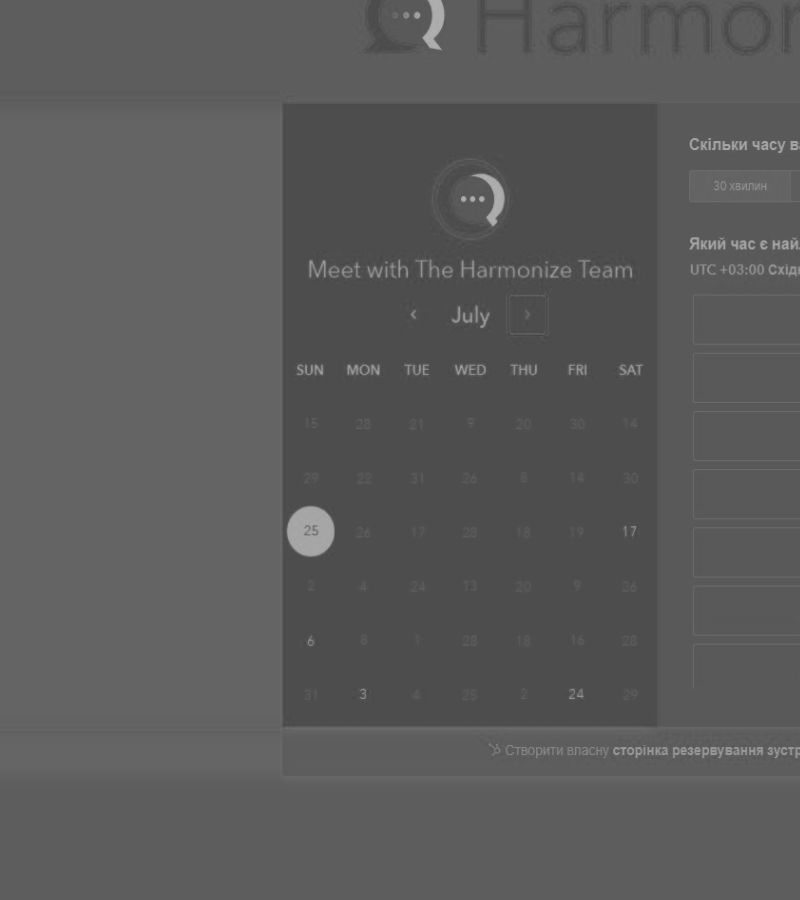 Harmon
Meet with The Harmonize Team
July
SUN MON TUE WED THU FRI SAT
15 28 21 9 20 30 14
29 22 31 26 8 14 30
25 26 17 28 18 19 17
2 4 24 13 20 9 26
6 8 1 28 18 16 28
31 3 4 25 2 24 29
Скільки часу в
30 хвилин
Який час є най
UTC +03:00 Схід
Створити власну сторінка резервування зустр